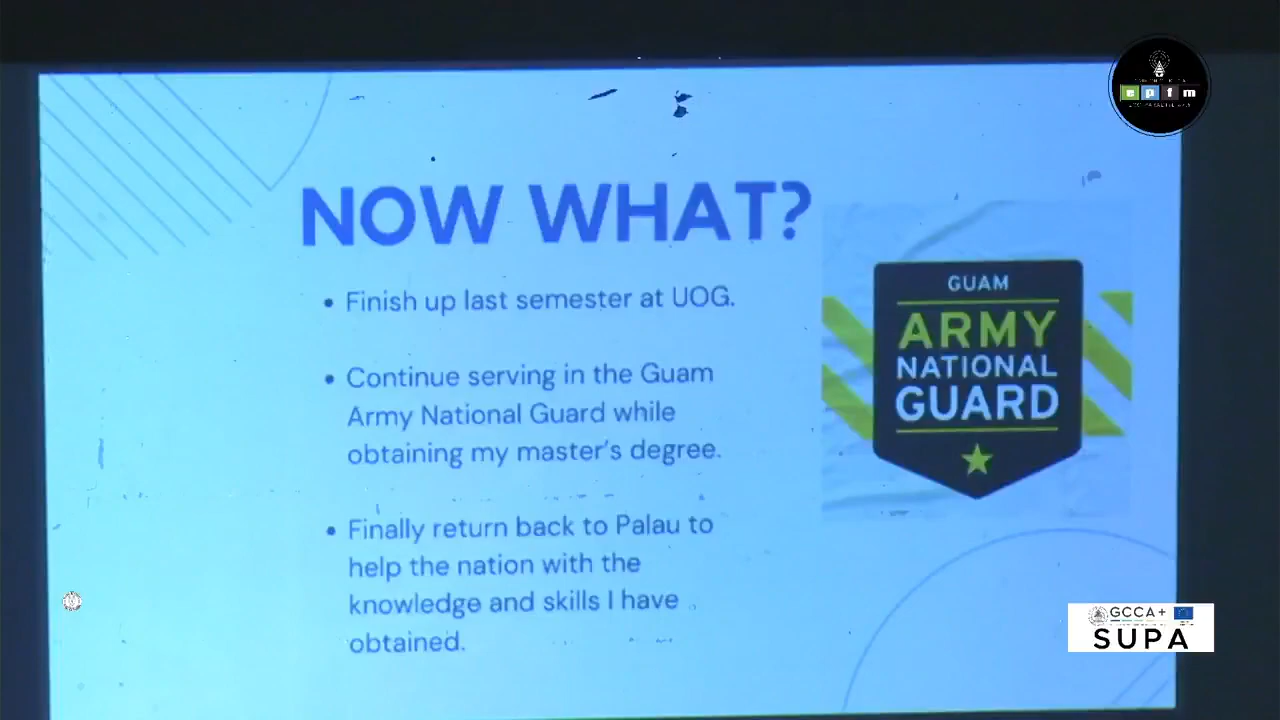 epfm
NOW WHAT?
• Finish up last semester at UOG.
• Continue serving in the Guam
Army National Guard while
obtaining my master's degree.
• Finally return back to Palau to
help the nation with the
knowledge and skills I have
obtained.
GUAM
ARMY
NATIONAL
GUARD
GCCA+
SUPA